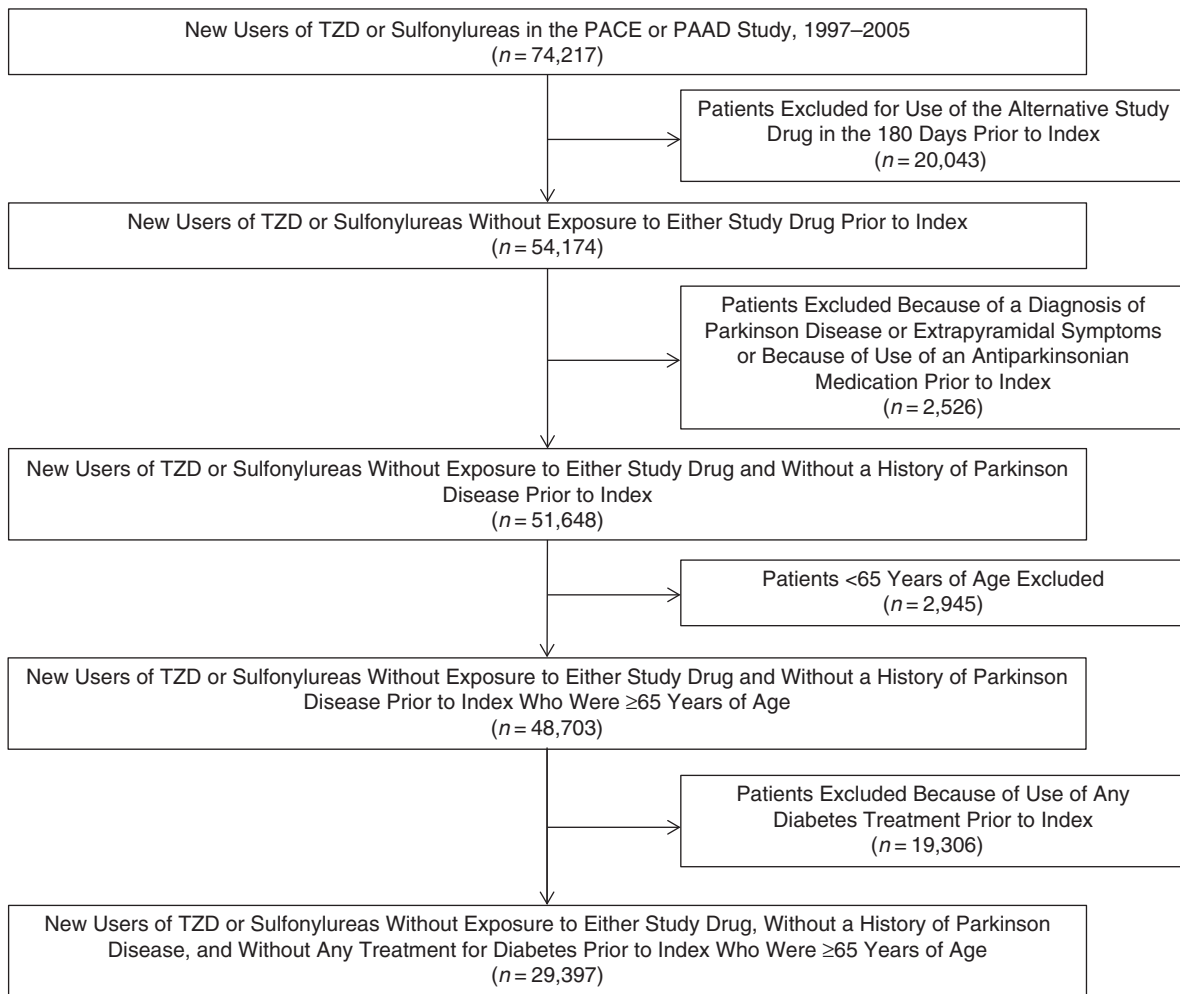 New Users of TZD or Sulfonylureas in the PACE or PAAD Study, 1997–2005
(n = 74,217)
Patients Excluded for Use of the Alternative Study
Drug in the 180 Days Prior to Index
(n = 20,043)
New Users of TZD or Sulfonylureas Without Exposure to Either Study Drug Prior to Index
(n = 54,174)
Patients Excluded Because of a Diagnosis of
Parkinson Disease or Extrapyramidal Symptoms
or Because of Use of an Antiparkinsonian
Medication Prior to Index
(n = 2,526)
New Users of TZD or Sulfonylureas Without Exposure to Either Study Drug and Without a History of Parkinson
Disease Prior to Index
(n = 51,648)
Patients <65 Years of Age Excluded
(n = 2,945)
New Users of TZD or Sulfonylureas Without Exposure to Either Study Drug and Without a History of Parkinson
Disease Prior to Index Who Were ≥65 Years of Age
(n = 48,703)
Patients Excluded Because of Use of Any
Diabetes Treatment Prior to Index
(n = 19,306)
New Users of TZD or Sulfonylureas Without Exposure to Either Study Drug, Without a History of Parkinson
Disease, and Without Any Treatment for Diabetes Prior to Index Who Were ≥65 Years of Age
(n = 29,397)